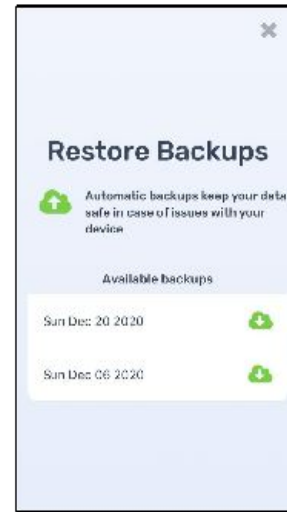 Restore Backups
Automatic backups keep your data
safe in case of issues with your
device
Available backups
Sun Dec 20 2020
Sun Dec 06 2020